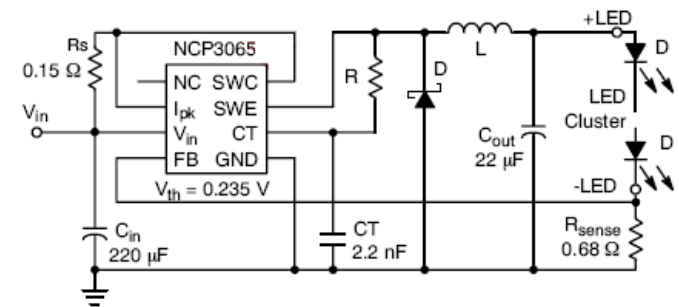 +LED
Rs
0.15 Ω
NCP3065
NC SWC
Ipk SWE
Vin CT
FB GND
Vth = 0.235 V
Vin
R
D
L
D
LED
Cluster
D
Cout
22 µF
-LED
Cin
220 µF
CT
2.2 nF
Rsense
0.68 Ω